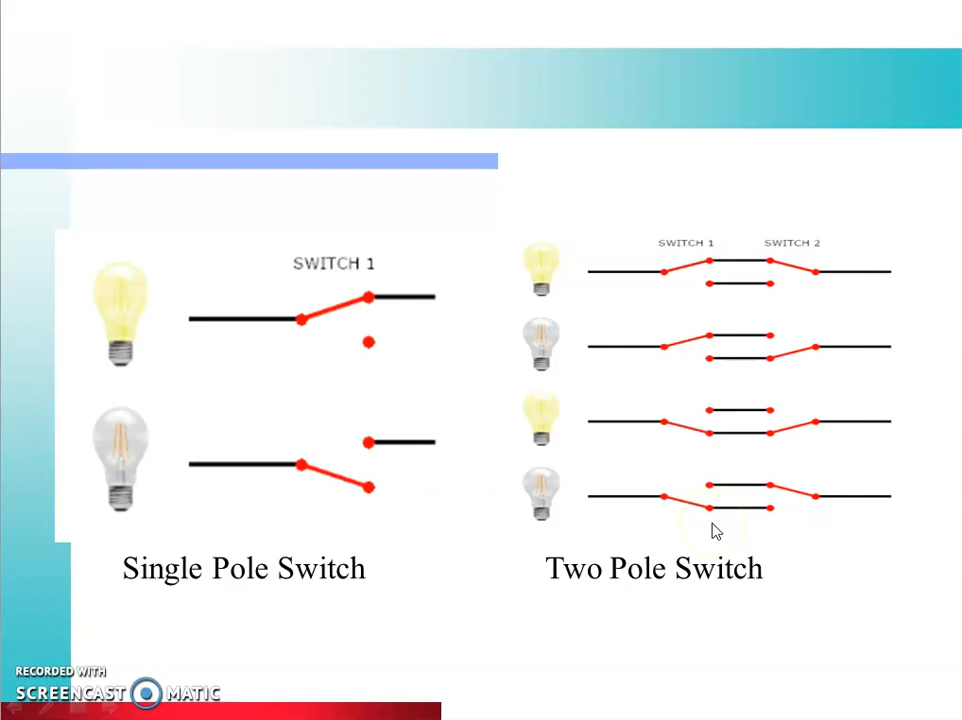 SWITCH 1
SWITCH 1 SWITCH 2
Single Pole Switch
Two Pole Switch
RECORDED WITH
SCREENCAST MATIC